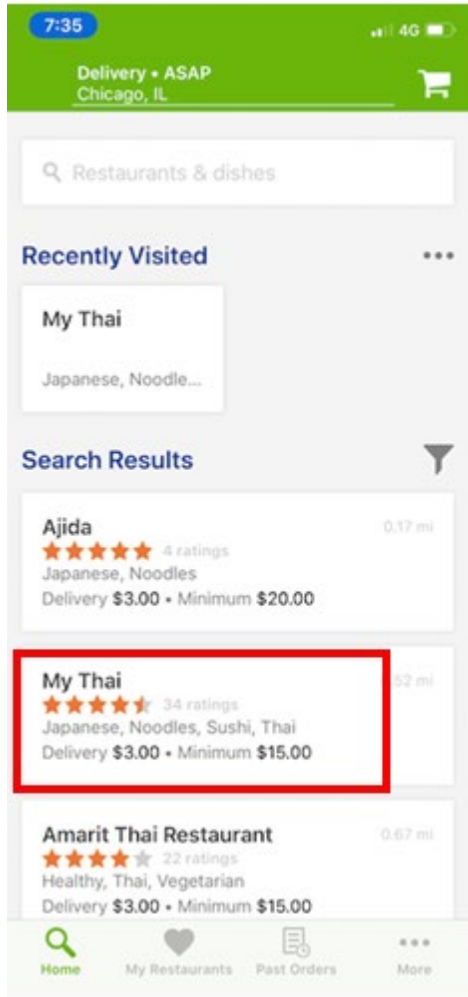 7:35
4G
Delivery • ASAP
Chicago, IL
Restaurants & dishes
Recently Visited
My Thai
Japanese, Noodle...
Search Results
Ajida
0.17 mi
4 ratings
Japanese, Noodles
Delivery $3.00 • Minimum $20.00
My Thai
52 mi
34 ratings
Japanese, Noodles, Sushi, Thai
Delivery $3.00 • Minimum $15.00
Amarit Thai Restaurant
0.67 mi
22 ratings
Healthy, Thai, Vegetarian
Delivery $3.00 • Minimum $15.00
Home My Restaurants Past Orders More